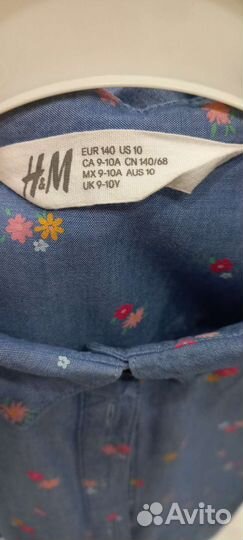 H&M
EUR 140 US 10
CA 9-10A CN 140/68
MX 9-10A AUS 10
UK 9-10Y
Avito